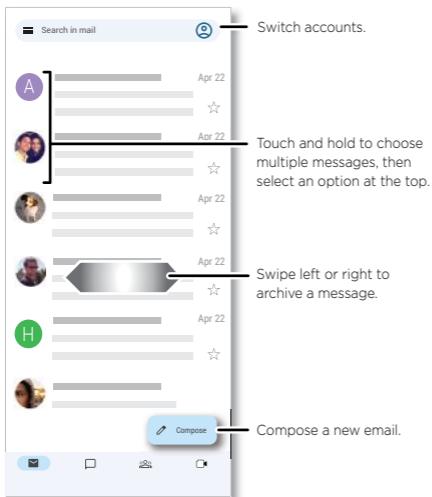 Search in mail
Switch accounts.
A
Apr 22
Apr 22
Touch and hold to choose
multiple messages, then
select an option at the top.
Apr 22
Apr 22
Swipe left or right to
archive a message.
H
Apr 22
Compose
Compose a new email.